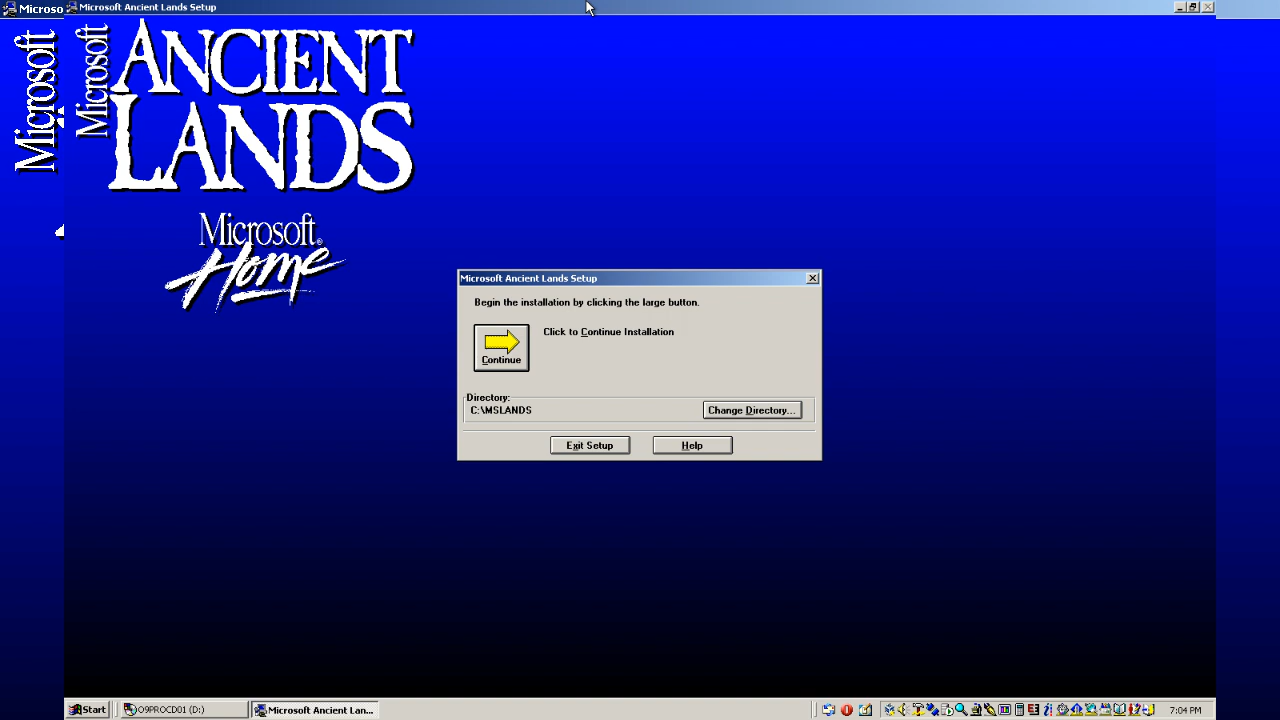 Microso
Microsoft Ancient Lands Setup
Microsoft
Microsoft
ANCIENT
LANDS
Microsoft®
Home
Microsoft Ancient Lands Setup
Begin the installation by clicking the large button.
Click to Continue Installation
Continue
Directory:
C:\MSLANDS
Change Directory...
Exit Setup
Help
Start
O9PROCD01 (D:)
Microsoft Ancient Lan...
7:04 PM